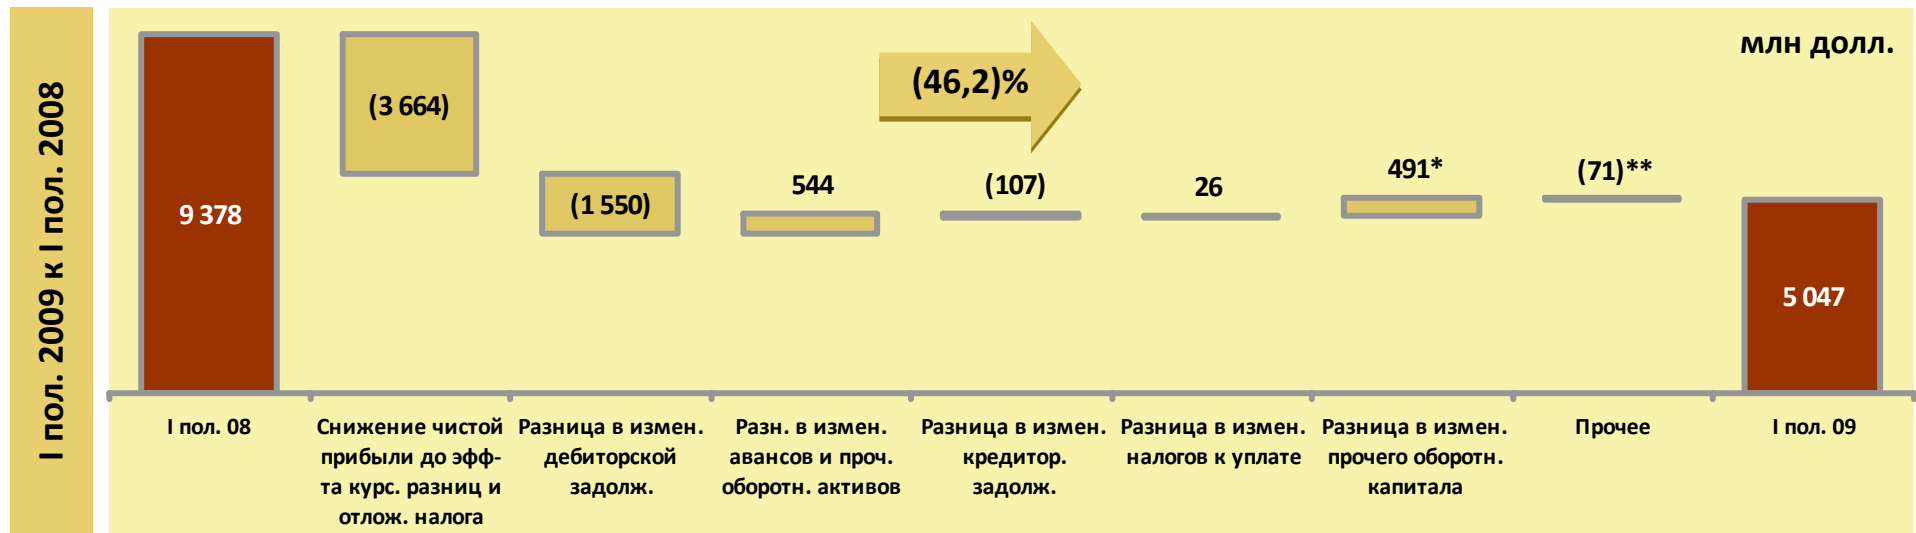 I пол. 2009 к I пол. 2008
млн долл.
(46,2)%
9 378
(3 664)
(1 550)
544
(107)
26
491*
(71)**
5 047
I пол. 08
Снижение чистой
прибыли до эфф-
та курс. разниц и
отлож. налога
Разница в измен.
дебиторской
задолж.
Разн. в измен.
авансов и проч.
оборотн. активов
Разница в измен.
кредитор.
задолж.
Разница в измен.
налогов к уплате
Разница в измен.
прочего оборотн.
капитала
Прочее
I пол. 09